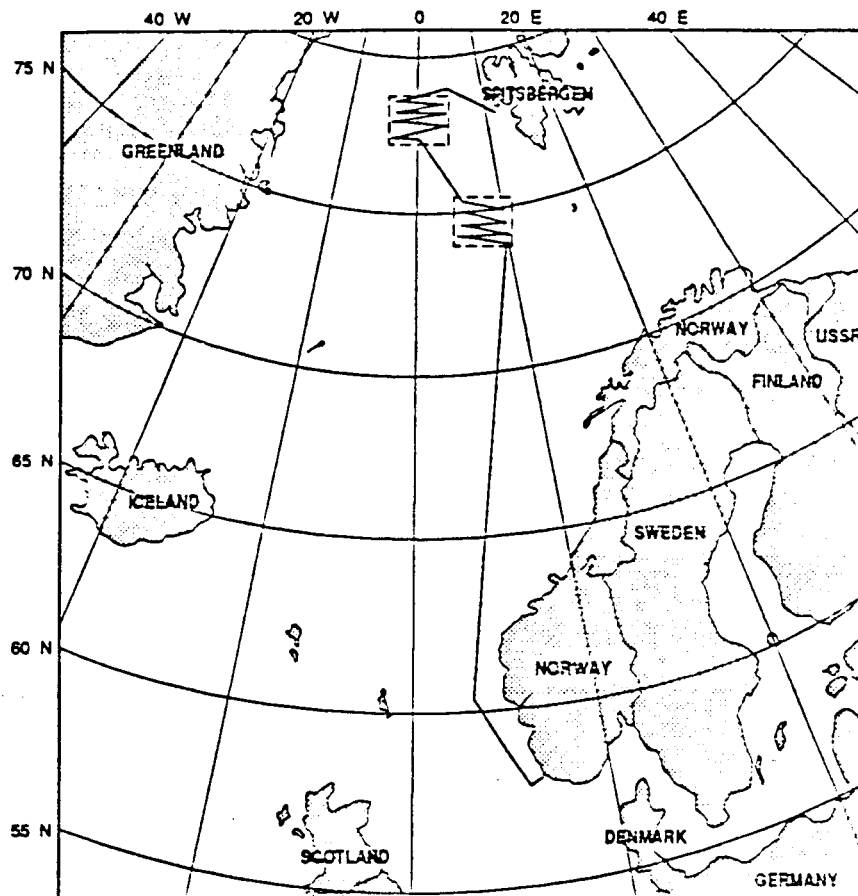 40 W
20 W
0
20 E
40 E
75 N
SPITSBERGEN
GREENLAND
70 N
NORWAY
USSR
FINLAND
65 N
ICELAND
SWEDEN
60 N
NORWAY
55 N
DENMARK
SCOTLAND
GERMANY